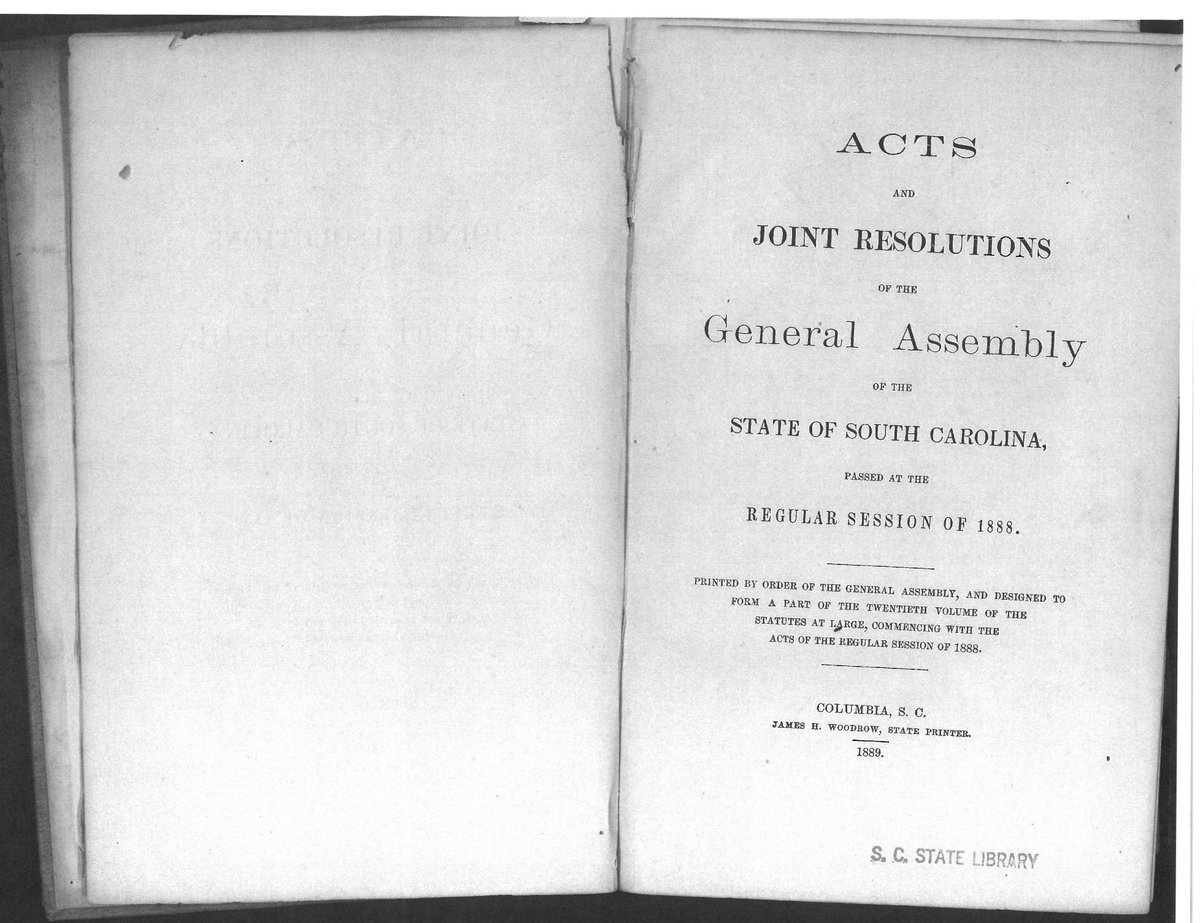 ACTS
AND
JOINT RESOLUTIONS
OF THE
General Assembly
OF THE
STATE OF SOUTH CAROLINA,
PASSED AT THE
REGULAR SESSION OF 1888.
PRINTED BY ORDER OF THE GENERAL ASSEMBLY, AND DESIGNED TO
FORM A PART OF THE TWENTIETH VOLUME OF THE
STATUTES AT LARGE, COMMENCING WITH THE
ACTS OF THE REGULAR SESSION OF 1888.
COLUMBIA, S. C.
JAMES H. WOODROW, STATE PRINTER.
1889.
S. C. STATE LIBRARY